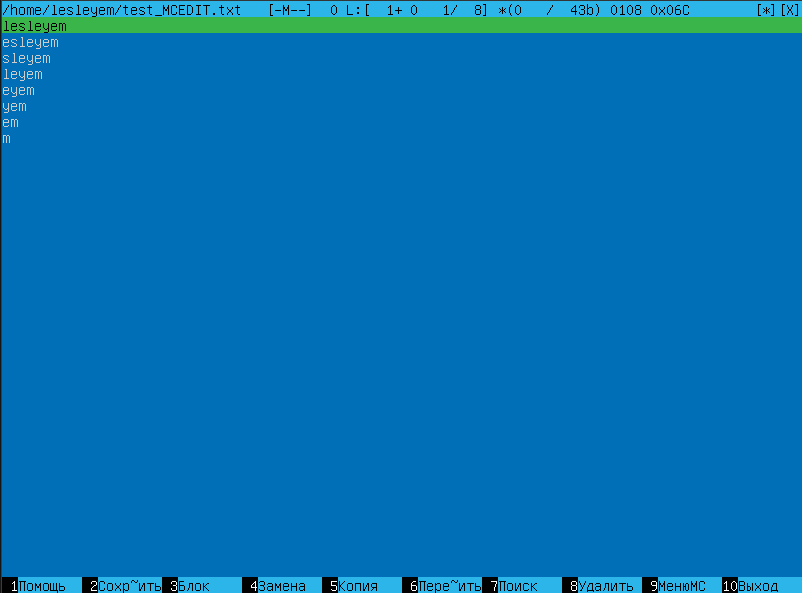 /home/lesleyem/test_MCEDIT.txt [-M--] 0 L:[ 1+ 0 1/ 8] *(0 / 43b) 0108 0x06C [*][X]
lesleyem
esleyem
sleyem
leyem
eyem
yem
em
m
1Помощь 2Сохр~ить 3Блок 4Замена 5Копия 6Пере~ить 7Поиск 8Удалить 9МенюМС 10Выход